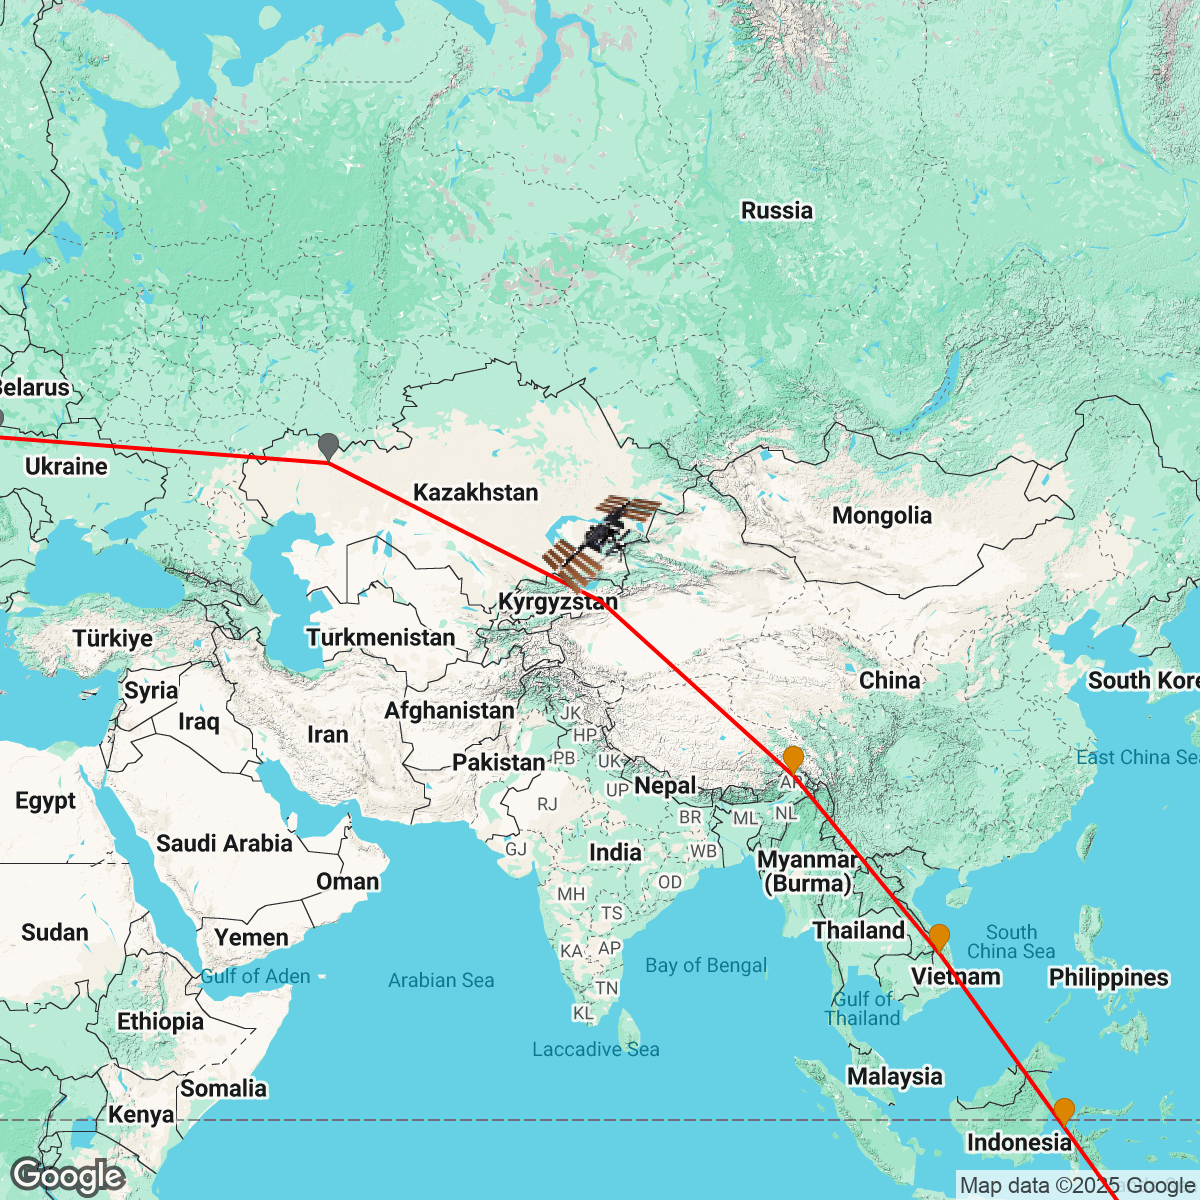 Russia
Belarus
Ukraine
Kazakhstan
Mongolia
Kyrgyzstan
Türkiye
Turkmenistan
China
South Kore
Syria
Afghanistan
JK
Iraq
HP
Iran
Pakistan
PB
UK
East China Sea
Nepal
UP
AR
Egypt
RJ
BR
ML
NL
Saudi Arabia
GJ
India
WB
Myanmar
(Burma)
Oman
MH
OD
Sudan
TS
Thailand
South
China Sea
Yemen
KA
AP
Bay of Bengal
Gulf of Aden
Arabian Sea
TN
Vietnam
Philippines
Gulf of
Thailand
KL
Ethiopia
Laccadive Sea
Somalia
Malaysia
Kenya
Indonesia
Google
Map data ©2025 Google